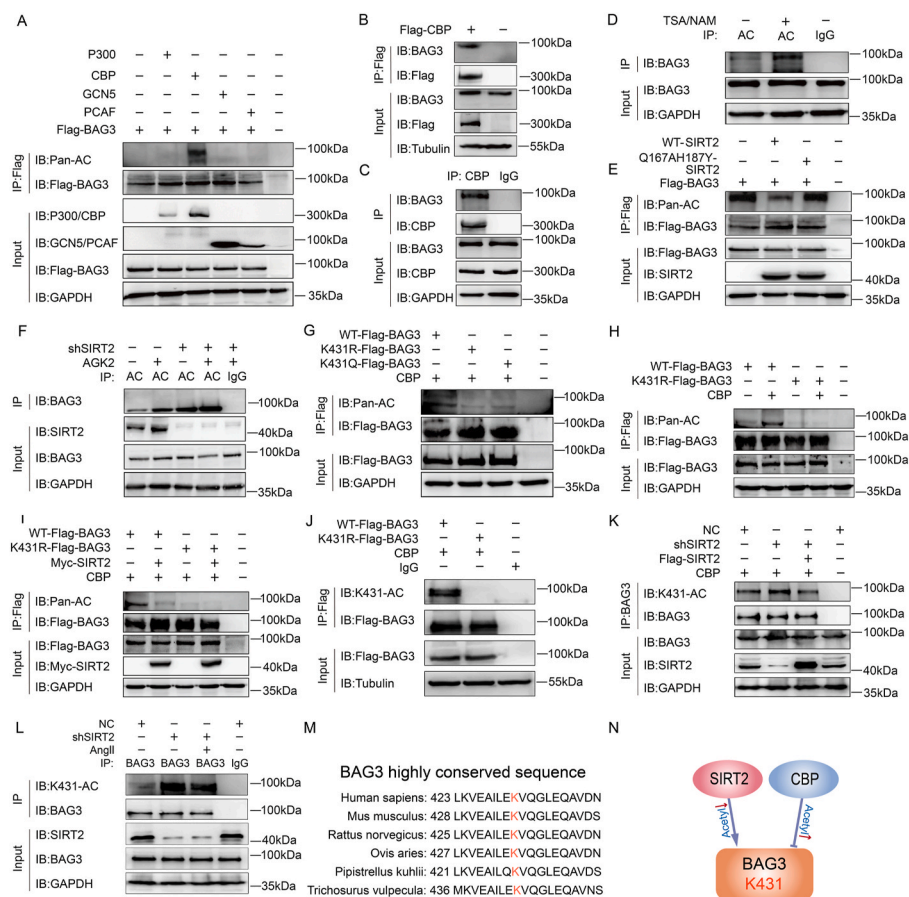 A
P300 − + − − − −
CBP − − + − − −
GCN5 − − − + − −
PCAF − − − − + −
Flag-BAG3 + + + + + −
IP:Flag
IB:Pan-AC
100kDa
IB:Flag-BAG3
100kDa
Input
IB:P300/CBP
300kDa
IB:GCN5/PCAF
100kDa
IB:Flag-BAG3
100kDa
IB:GAPDH
35kDa
B
Flag-CBP + −
IP:Flag
IB:BAG3
100kDa
IB:Flag
300kDa
Input
IB:BAG3
100kDa
IB:Flag
300kDa
IB:Tubulin
55kDa
C
IP: CBP IgG
IP
IB:BAG3
100kDa
IB:CBP
300kDa
Input
IB:BAG3
100kDa
IB:CBP
300kDa
IB:GAPDH
35kDa
D
TSA/NAM − + −
IP: AC AC IgG
IP
IB:BAG3
100kDa
Input
IB:BAG3
100kDa
IB:GAPDH
35kDa
E
WT-SIRT2 − + − −
Q167AH187Y-
SIRT2 − − + −
Flag-BAG3 + + + −
IP:Flag
IB:Pan-AC
100kDa
IB:Flag-BAG3
100kDa
Input
IB:Flag-BAG3
100kDa
IB:SIRT2
40kDa
IB:GAPDH
35kDa
F
shSIRT2 − − + + +
AGK2 − + − + +
IP: AC AC AC AC IgG
IP
IB:BAG3
100kDa
Input
IB:SIRT2
40kDa
IB:BAG3
100kDa
IB:GAPDH
35kDa
G
WT-Flag-BAG3 + − − −
K431R-Flag-BAG3 − + − −
K431Q-Flag-BAG3 − − + −
CBP + + + −
IP:Flag
IB:Pan-AC
100kDa
IB:Flag-BAG3
100kDa
Input
IB:Flag-BAG3
100kDa
IB:GAPDH
35kDa
H
WT-Flag-BAG3 + + − − −
K431R-Flag-BAG3 − − + + −
CBP − + − + −
IP:Flag
IB:Pan-AC
100kDa
IB:Flag-BAG3
100kDa
Input
IB:Flag-BAG3
100kDa
IB:GAPDH
35kDa
I
WT-Flag-BAG3 + + − − −
K431R-Flag-BAG3 − − + + −
Myc-SIRT2 − + − + −
CBP + + + + −
IP:Flag
IB:Pan-AC
100kDa
IB:Flag-BAG3
100kDa
Input
IB:Flag-BAG3
100kDa
IB:Myc-SIRT2
40kDa
IB:GAPDH
35kDa
J
WT-Flag-BAG3 + − −
K431R-Flag-BAG3 − + −
CBP + + −
IgG − − +
IP:Flag
IB:K431-AC
100kDa
IB:Flag-BAG3
100kDa
Input
IB:Flag-BAG3
100kDa
IB:Tubulin
55kDa
K
NC + − − +
shSIRT2 − + + −
Flag-SIRT2 − − + −
CBP + + + −
IP:BAG3
IB:K431-AC
100kDa
IB:BAG3
100kDa
Input
IB:BAG3
100kDa
IB:SIRT2
40kDa
IB:GAPDH
35kDa
L
NC + − − +
shSIRT2 − + + −
AngII − − + −
IP: BAG3 BAG3 BAG3 IgG
IP
IB:K431-AC
100kDa
IB:BAG3
100kDa
Input
IB:SIRT2
40kDa
IB:BAG3
100kDa
IB:GAPDH
35kDa
M
BAG3 highly conserved sequence
Human sapiens: 423 LKVEAILEKVQGLEQAVDN
Mus musculus: 428 LKVEAILEKVQGLEQAVDS
Rattus norvegicus: 425 LKVEAILEKVQGLEQAVDN
Ovis aries: 427 LKVEAILEKVQGLEQAVDN
Pipistrellus kuhlii: 421 LKVEAILQKVQGLEQAVDS
Trichosurus vulpecula: 436 MKVEAILEKVQGLEQAVNS
N
SIRT2 CBP
Acetyl Acetyl
BAG3
K431